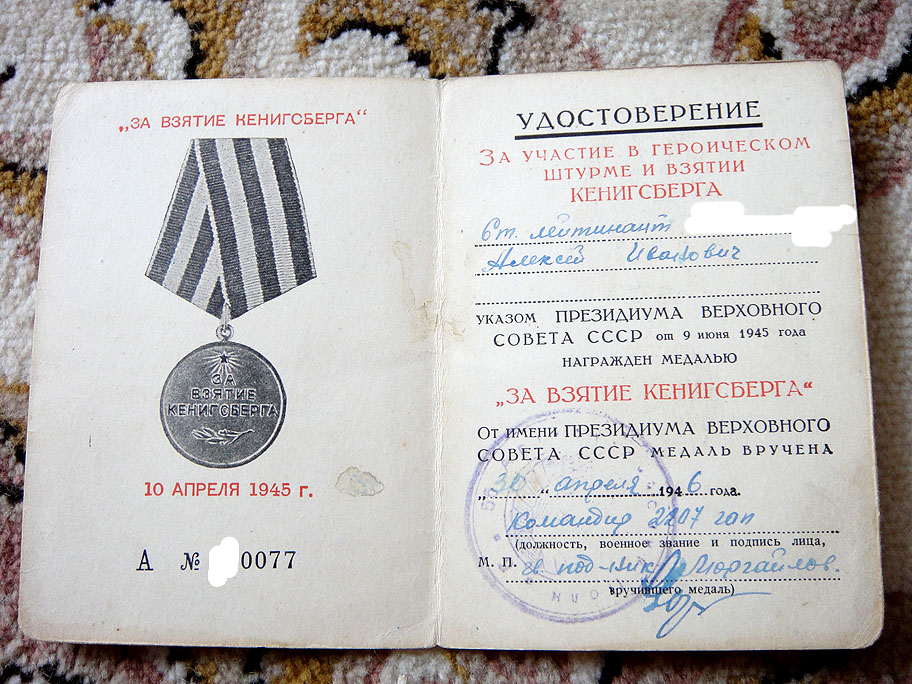 „ЗА ВЗЯТИЕ КЕНИГСБЕРГА“
ЗА
ВЗЯТИЕ
КЕНИГСБЕРГА
10 АПРЕЛЯ 1945 г.
А № 0077
УДОСТОВЕРЕНИЕ
ЗА УЧАСТИЕ В ГЕРОИЧЕСКОМ
ШТУРМЕ И ВЗЯТИИ
КЕНИГСБЕРГА
Ст. лейтинант
Алексей Иванович
УКАЗОМ ПРЕЗИДИУМА ВЕРХОВНОГО
СОВЕТА СССР от 9 июня 1945 года
НАГРАЖДЕН МЕДАЛЬЮ
„ЗА ВЗЯТИЕ КЕНИГСБЕРГА“
От имени ПРЕЗИДИУМА ВЕРХОВНОГО
СОВЕТА СССР МЕДАЛЬ ВРУЧЕНА
„30“ апреля 1946 года.
Командир 2207 гап
(должность, военное звание и подпись лица,
М. П. гв. под-ник
вручившего медаль)